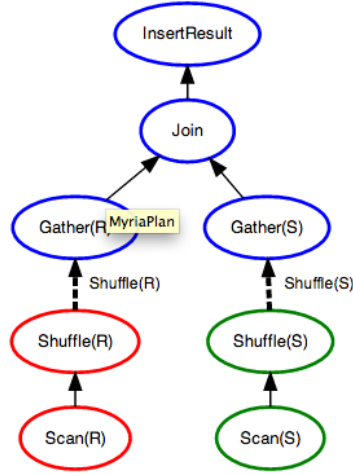 InsertResult
Join
Gather(R)
MyriaPlan
Gather(S)
Shuffle(R)
Shuffle(S)
Shuffle(R)
Shuffle(S)
Scan(R)
Scan(S)